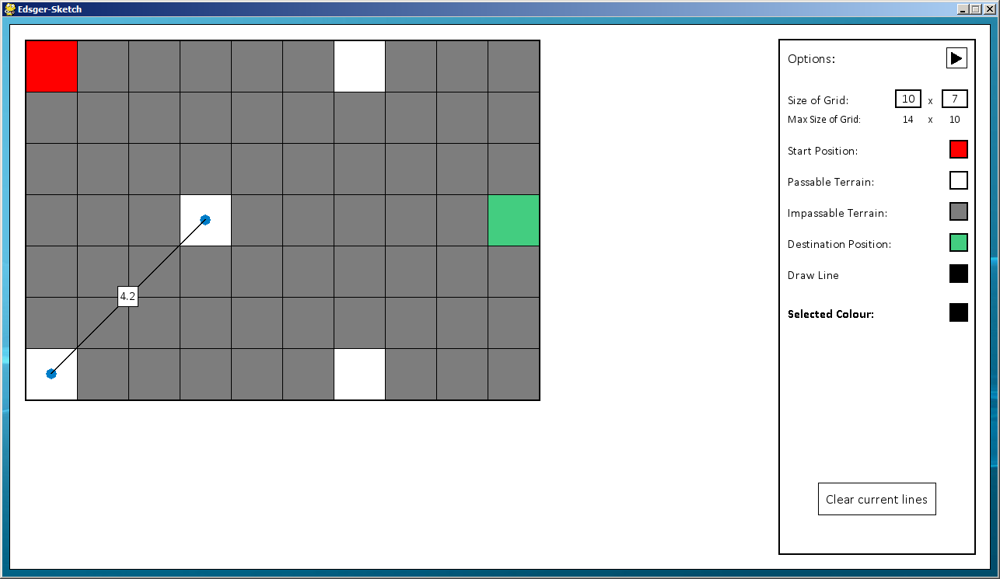 Edsger-Sketch
Options:
Size of Grid: 10 x 7
Max Size of Grid: 14 x 10
Start Position:
Passable Terrain:
Impassable Terrain:
Destination Position:
Draw Line
4.2
Selected Colour:
Clear current lines